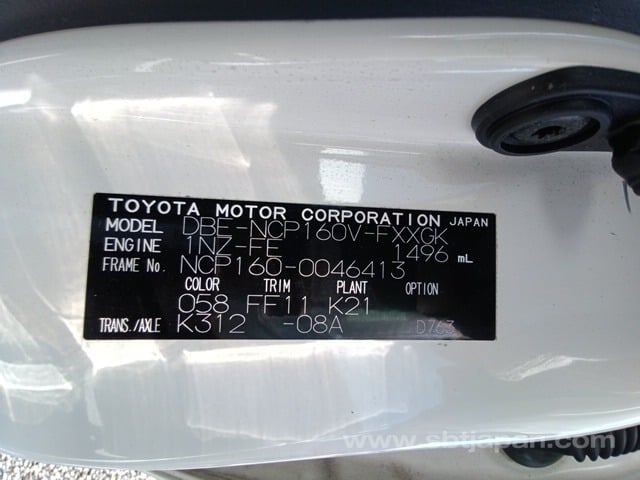 TOYOTA MOTOR CORPORATION JAPAN
MODEL DBE-NCP160V-FXXGK
ENGINE 1NZ-FE 1496 mL
FRAME No. NCP160-0046413
COLOR TRIM PLANT OPTION
058 FF11 K21
TRANS./AXLE K312 -08A D763
www.sbtjapan.com